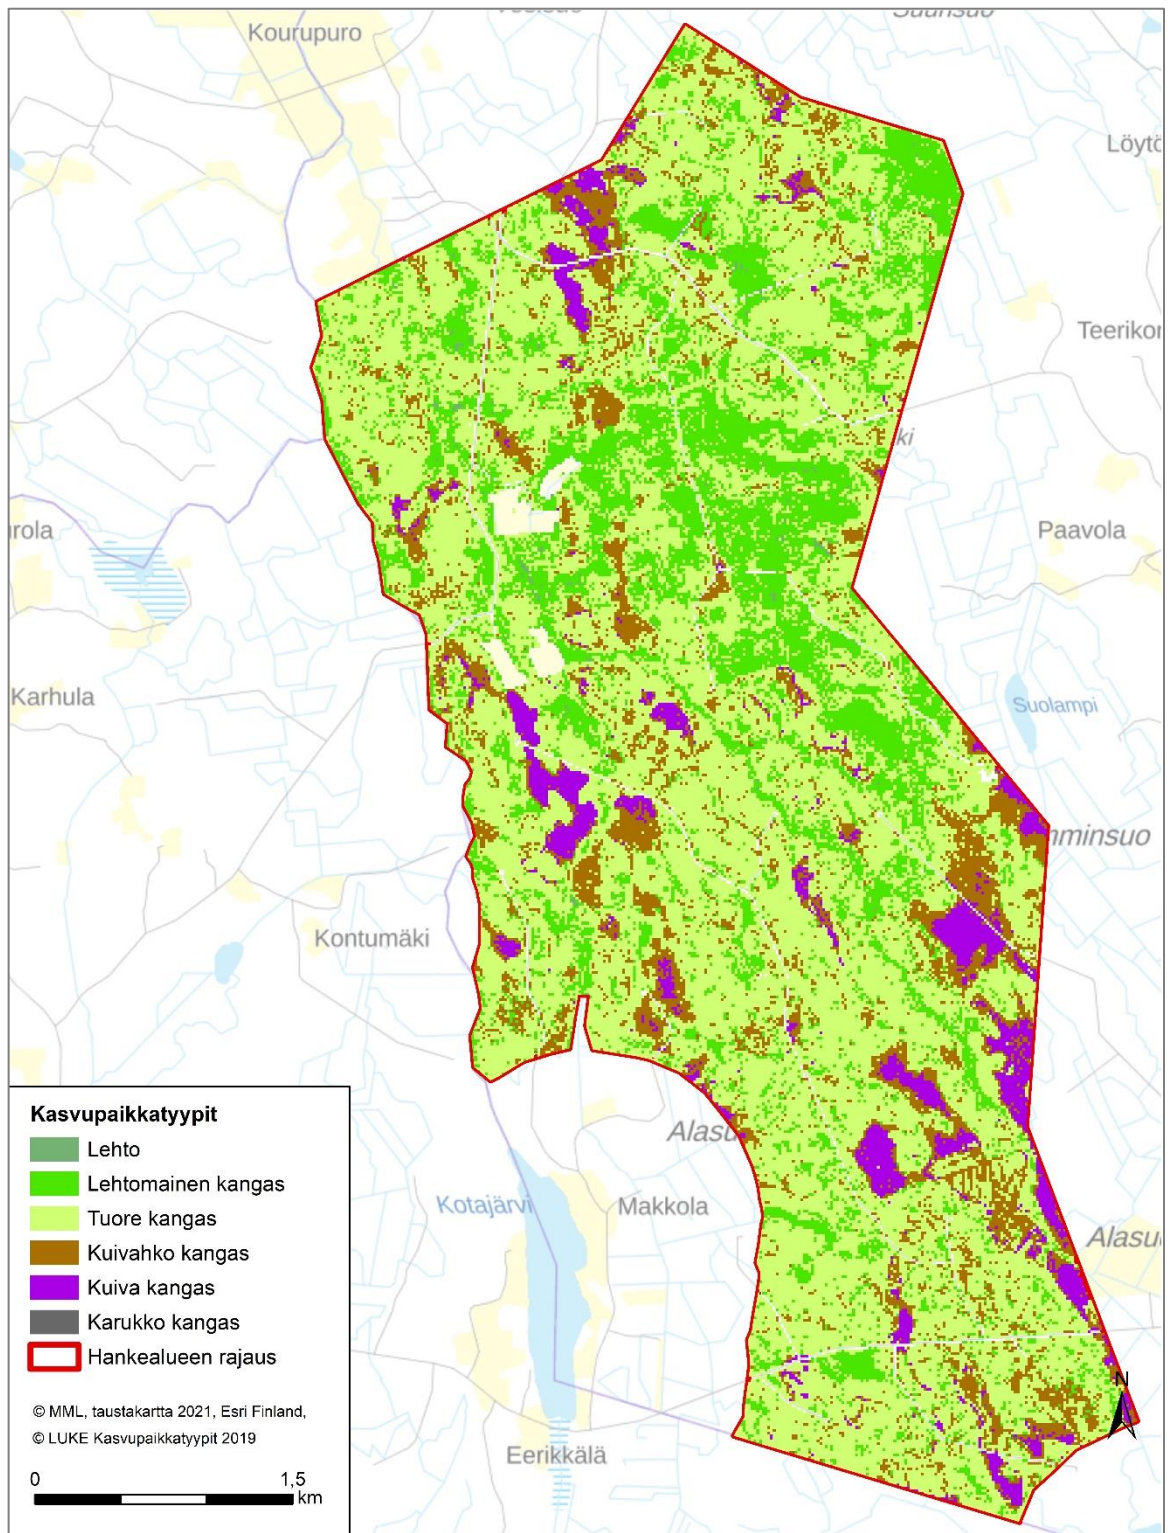 Kourupuro
Suansuo
Löytö
Teerikor
ki
Paavola
Karhula
Suolampi
mminsuo
Kontumäki
Alasu
Kotajärvi
Makkola
Alasu
Eerikkälä
N
Kasvupaikkatyypit
Lehto
Lehtomainen kangas
Tuore kangas
Kuivahko kangas
Kuiva kangas
Karukko kangas
Hankealueen rajaus
© MML, taustakartta 2021, Esri Finland,
© LUKE Kasvupaikkatyypit 2019
0 1,5
km